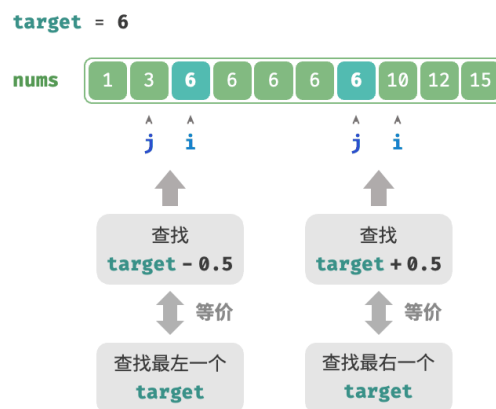 target = 6
nums 1 3 6 6 6 6 6 10 12 15
j i j i
查找 查找
target - 0.5 target + 0.5
等价 等价
查找最左一个 查找最右一个
target target